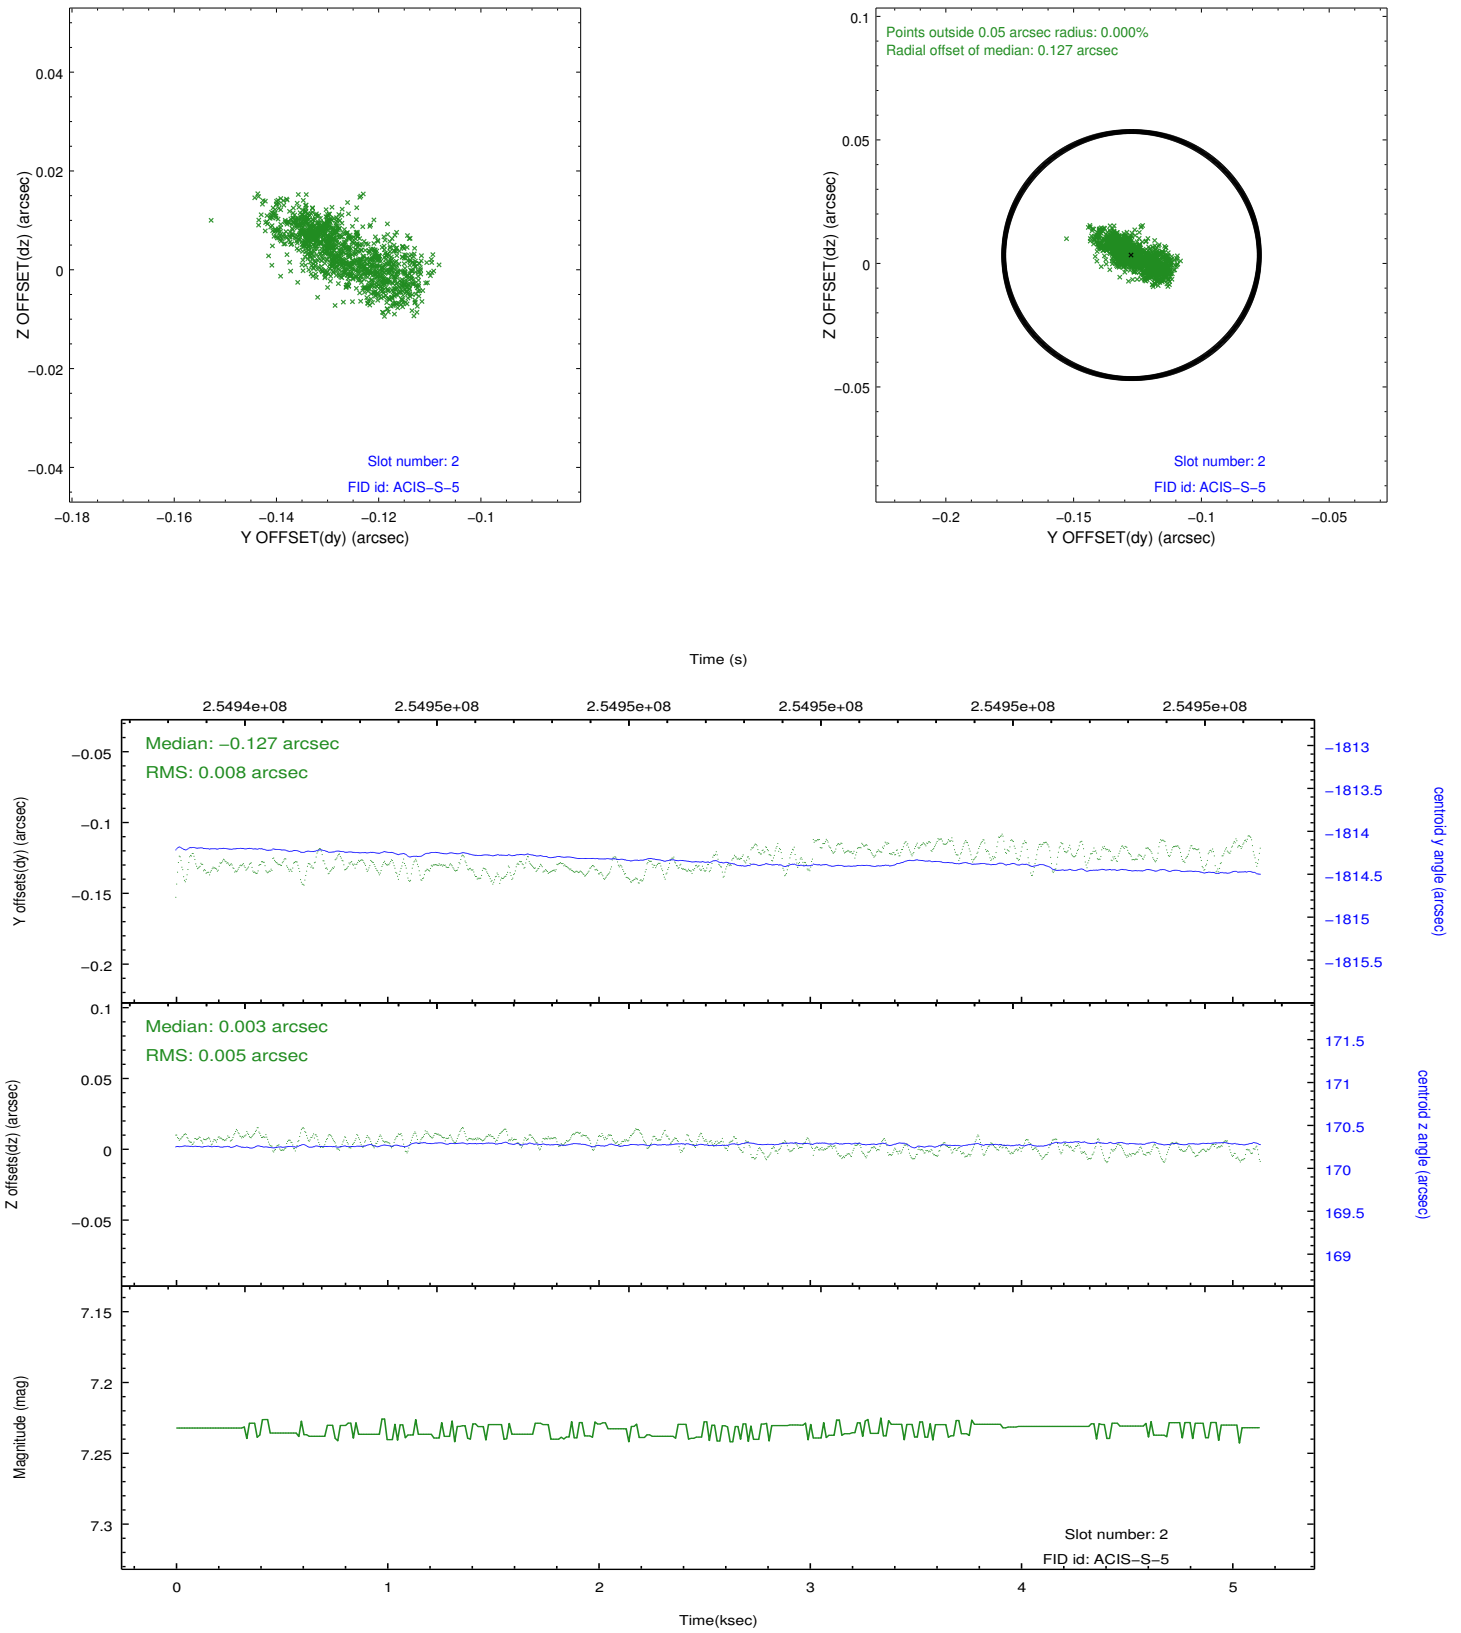 0.04
0.02
0
−0.02
−0.04
Z OFFSET(dz) (arcsec)
Slot number: 2
FID id: ACIS−S−5
−0.18 −0.16 −0.14 −0.12 −0.1
Y OFFSET(dy) (arcsec)
Points outside 0.05 arcsec radius: 0.000%
Radial offset of median: 0.127 arcsec
0.1
0.05
0
−0.05
Z OFFSET(dz) (arcsec)
Slot number: 2
FID id: ACIS−S−5
−0.2 −0.15 −0.1 −0.05
Y OFFSET(dy) (arcsec)
Time (s)
2.5494e+08 2.5495e+08 2.5495e+08 2.5495e+08 2.5495e+08 2.5495e+08
Median: −0.127 arcsec
RMS: 0.008 arcsec
−0.05
−0.1
−0.15
−0.2
Y offsets(dy) (arcsec)
−1813
−1813.5
−1814
−1814.5
−1815
−1815.5
centroid y angle (arcsec)
Median: 0.003 arcsec
RMS: 0.005 arcsec
0.1
0.05
0
−0.05
Z offsets(dz) (arcsec)
171.5
171
170.5
170
169.5
169
centroid z angle (arcsec)
7.15
7.2
7.25
7.3
Magnitude (mag)
Slot number: 2
FID id: ACIS−S−5
0 1 2 3 4 5
Time(ksec)